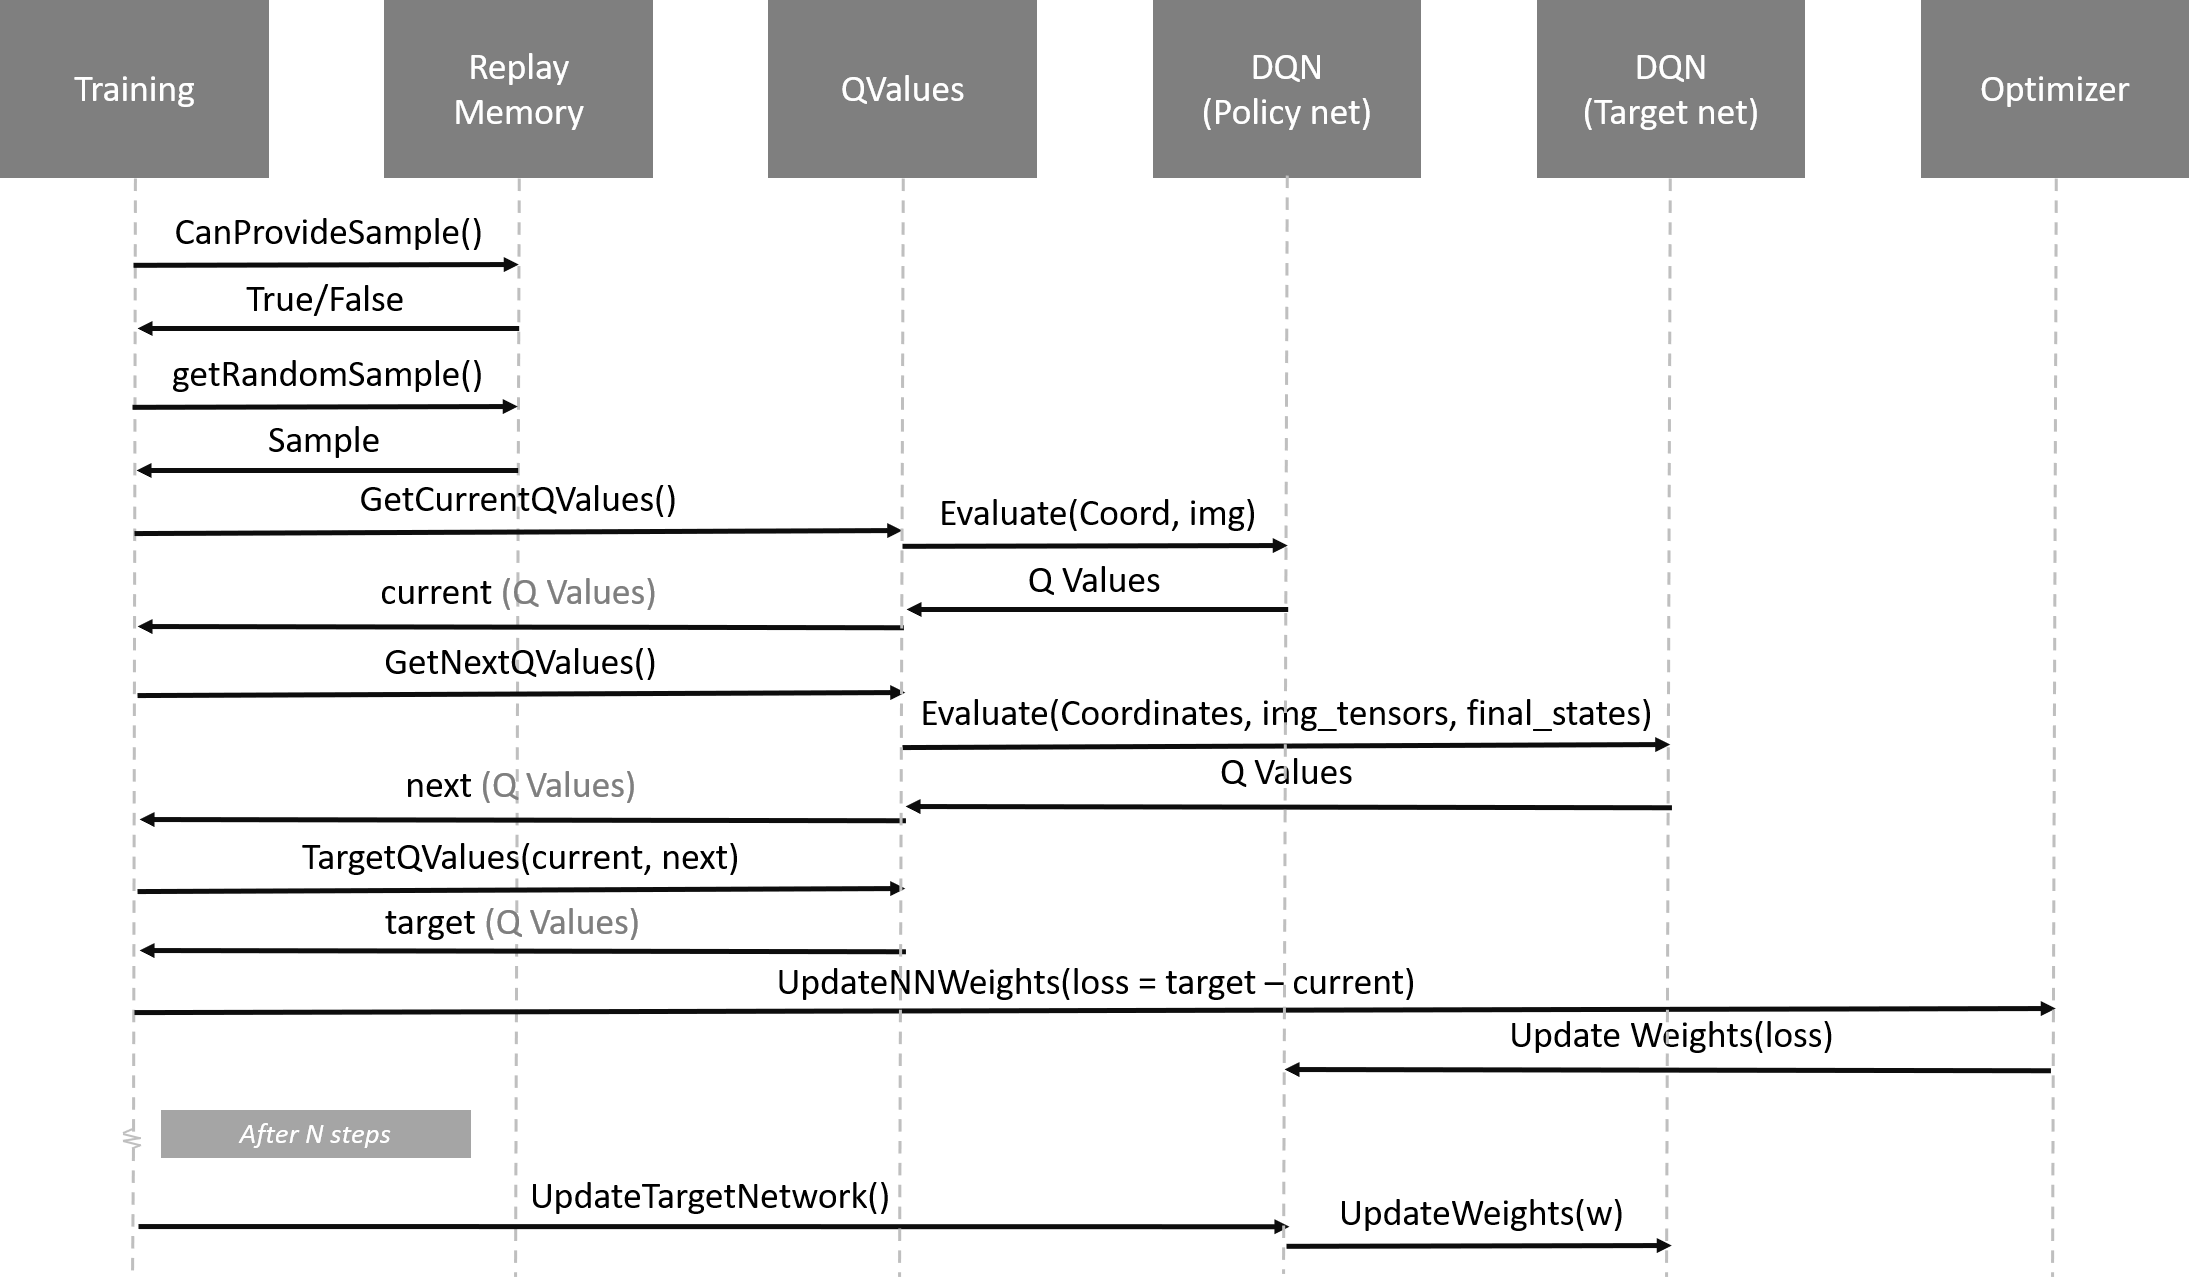 Training
Replay
Memory
QValues
DQN
(Policy net)
DQN
(Target net)
Optimizer
CanProvideSample()
True/False
getRandomSample()
Sample
GetCurrentQValues()
Evaluate(Coord, img)
Q Values
current (Q Values)
GetNextQValues()
Evaluate(Coordinates, img_tensors, final_states)
Q Values
next (Q Values)
TargetQValues(current, next)
target (Q Values)
UpdateNNWeights(loss = target – current)
Update Weights(loss)
After N steps
UpdateTargetNetwork()
UpdateWeights(w)